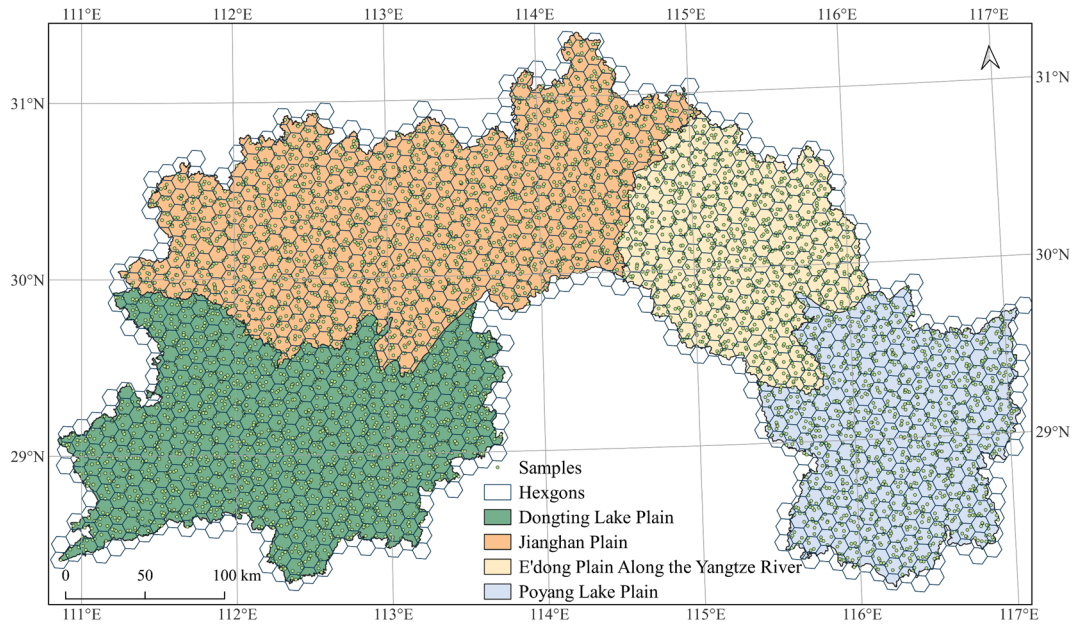 111°E 112°E 113°E 114°E 115°E 116°E 117°E
31°N 31°N
30°N 30°N
29°N 29°N
Samples
Hexgons
Dongting Lake Plain
Jianghan Plain
E'dong Plain Along the Yangtze River
Poyang Lake Plain
0 50 100 km
111°E 112°E 113°E 114°E 115°E 116°E 117°E